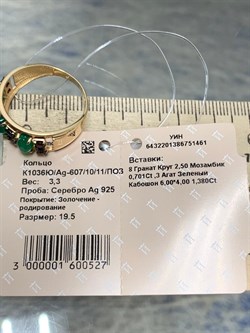 Кольцо
К1036Ю/Ag-607/10/11/ПОЗ
Вес: 3,3
Проба: Серебро Ag 925
Покрытие: Золочение -
родирование
Размер: 19.5
3 000001 600527
УИН
6432201386751461
Вставки:
8 Гранат Круг 2,50 Мозамбик
0,701Ct ,3 Агат Зеленый
Кабошон 6,00*4,00 1,380Ct